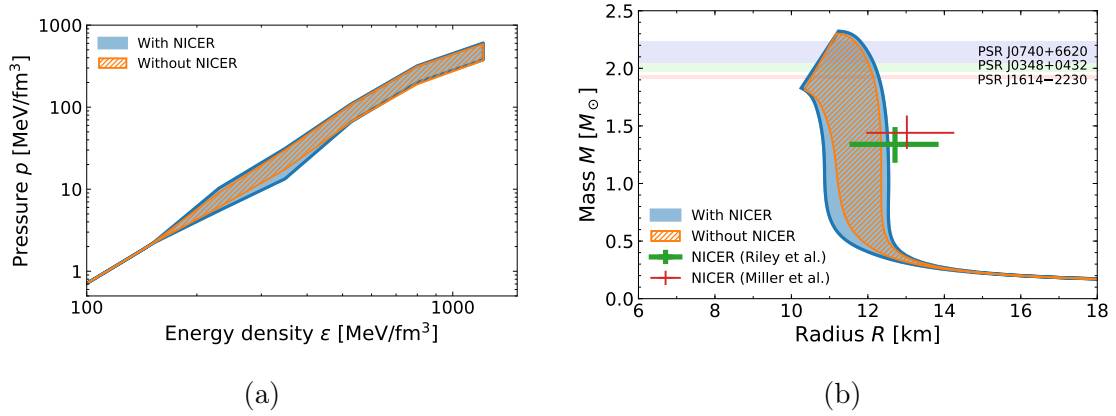 1000
100
10
1
100
1000
Pressure p [MeV/fm³]
Energy density ε [MeV/fm³]
With NICER
Without NICER
(a)
2.5
2.0
1.5
1.0
0.5
0.0
6
8
10
12
14
16
18
Mass M [M⊙]
Radius R [km]
PSR J0740+6620
PSR J0348+0432
PSR J1614−2230
With NICER
Without NICER
NICER (Riley et al.)
NICER (Miller et al.)
(b)